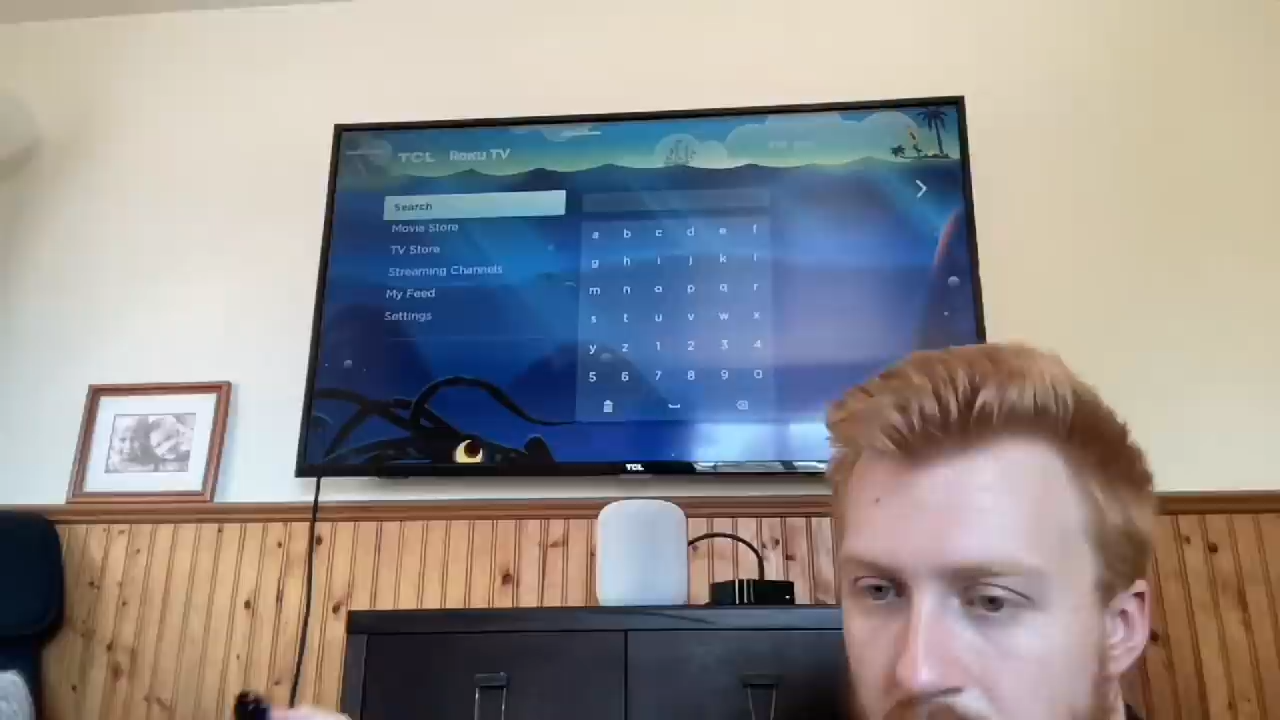 TCL Roku TV
Search
Movie Store
TV Store
Streaming Channels
My Feed
Settings
a b c d e f
g h i j k l
m n o p q r
s t u v w x
y z 1 2 3 4
5 6 7 8 9 0
TCL